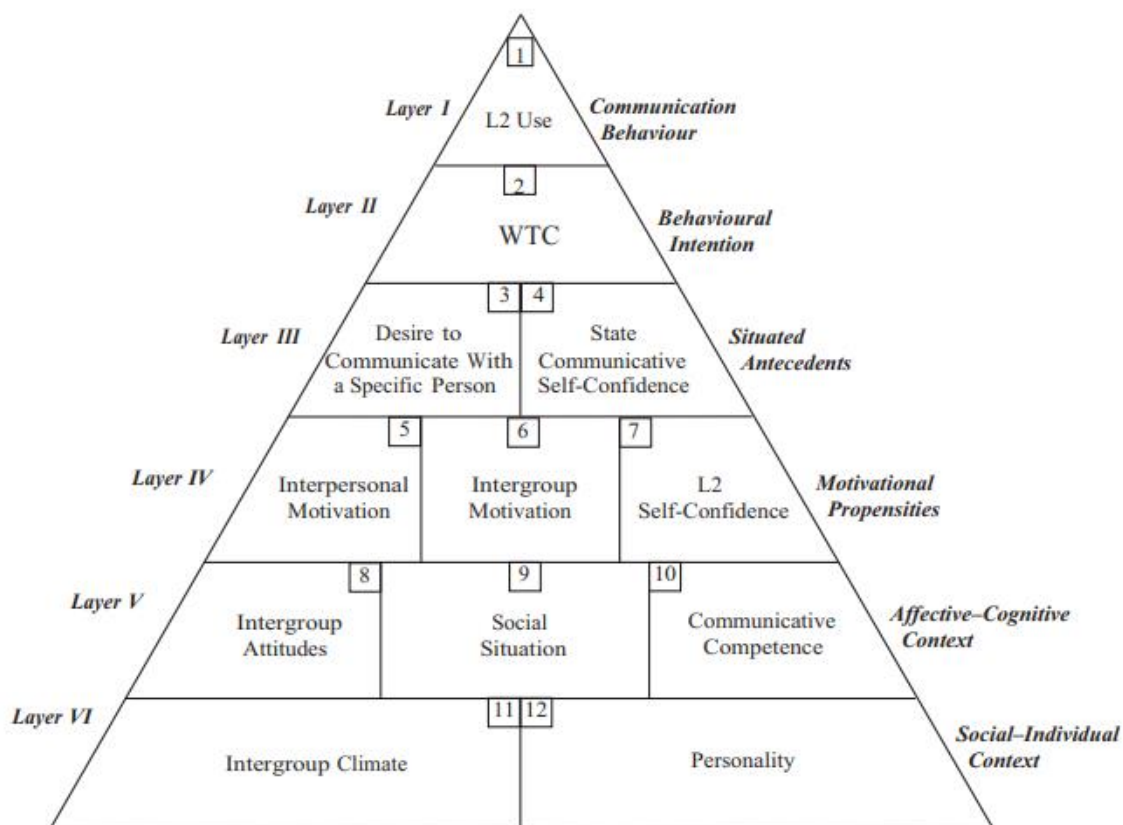 1
Layer I
L2 Use
Communication
Behaviour
2
Layer II
WTC
Behavioural
Intention
3
4
Layer III
Desire to
Communicate With
a Specific Person
State
Communicative
Self-Confidence
Situated
Antecedents
5
6
7
Layer IV
Interpersonal
Motivation
Intergroup
Motivation
L2
Self-Confidence
Motivational
Propensities
8
9
10
Layer V
Intergroup
Attitudes
Social
Situation
Communicative
Competence
Affective–Cognitive
Context
11
12
Layer VI
Intergroup Climate
Personality
Social–Individual
Context